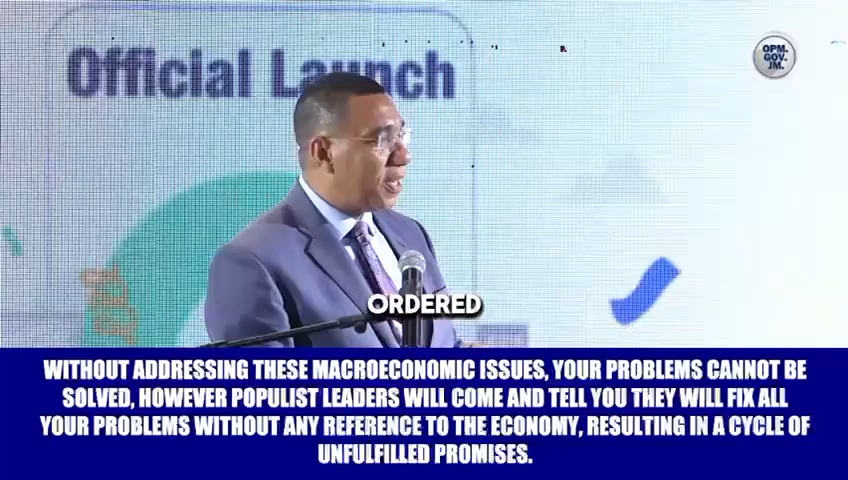 Official Launch
OPM.
GOV.
JM.
ORDERED
WITHOUT ADDRESSING THESE MACROECONOMIC ISSUES, YOUR PROBLEMS CANNOT BE
SOLVED, HOWEVER POPULIST LEADERS WILL COME AND TELL YOU THEY WILL FIX ALL
YOUR PROBLEMS WITHOUT ANY REFERENCE TO THE ECONOMY, RESULTING IN A CYCLE OF
UNFULFILLED PROMISES.